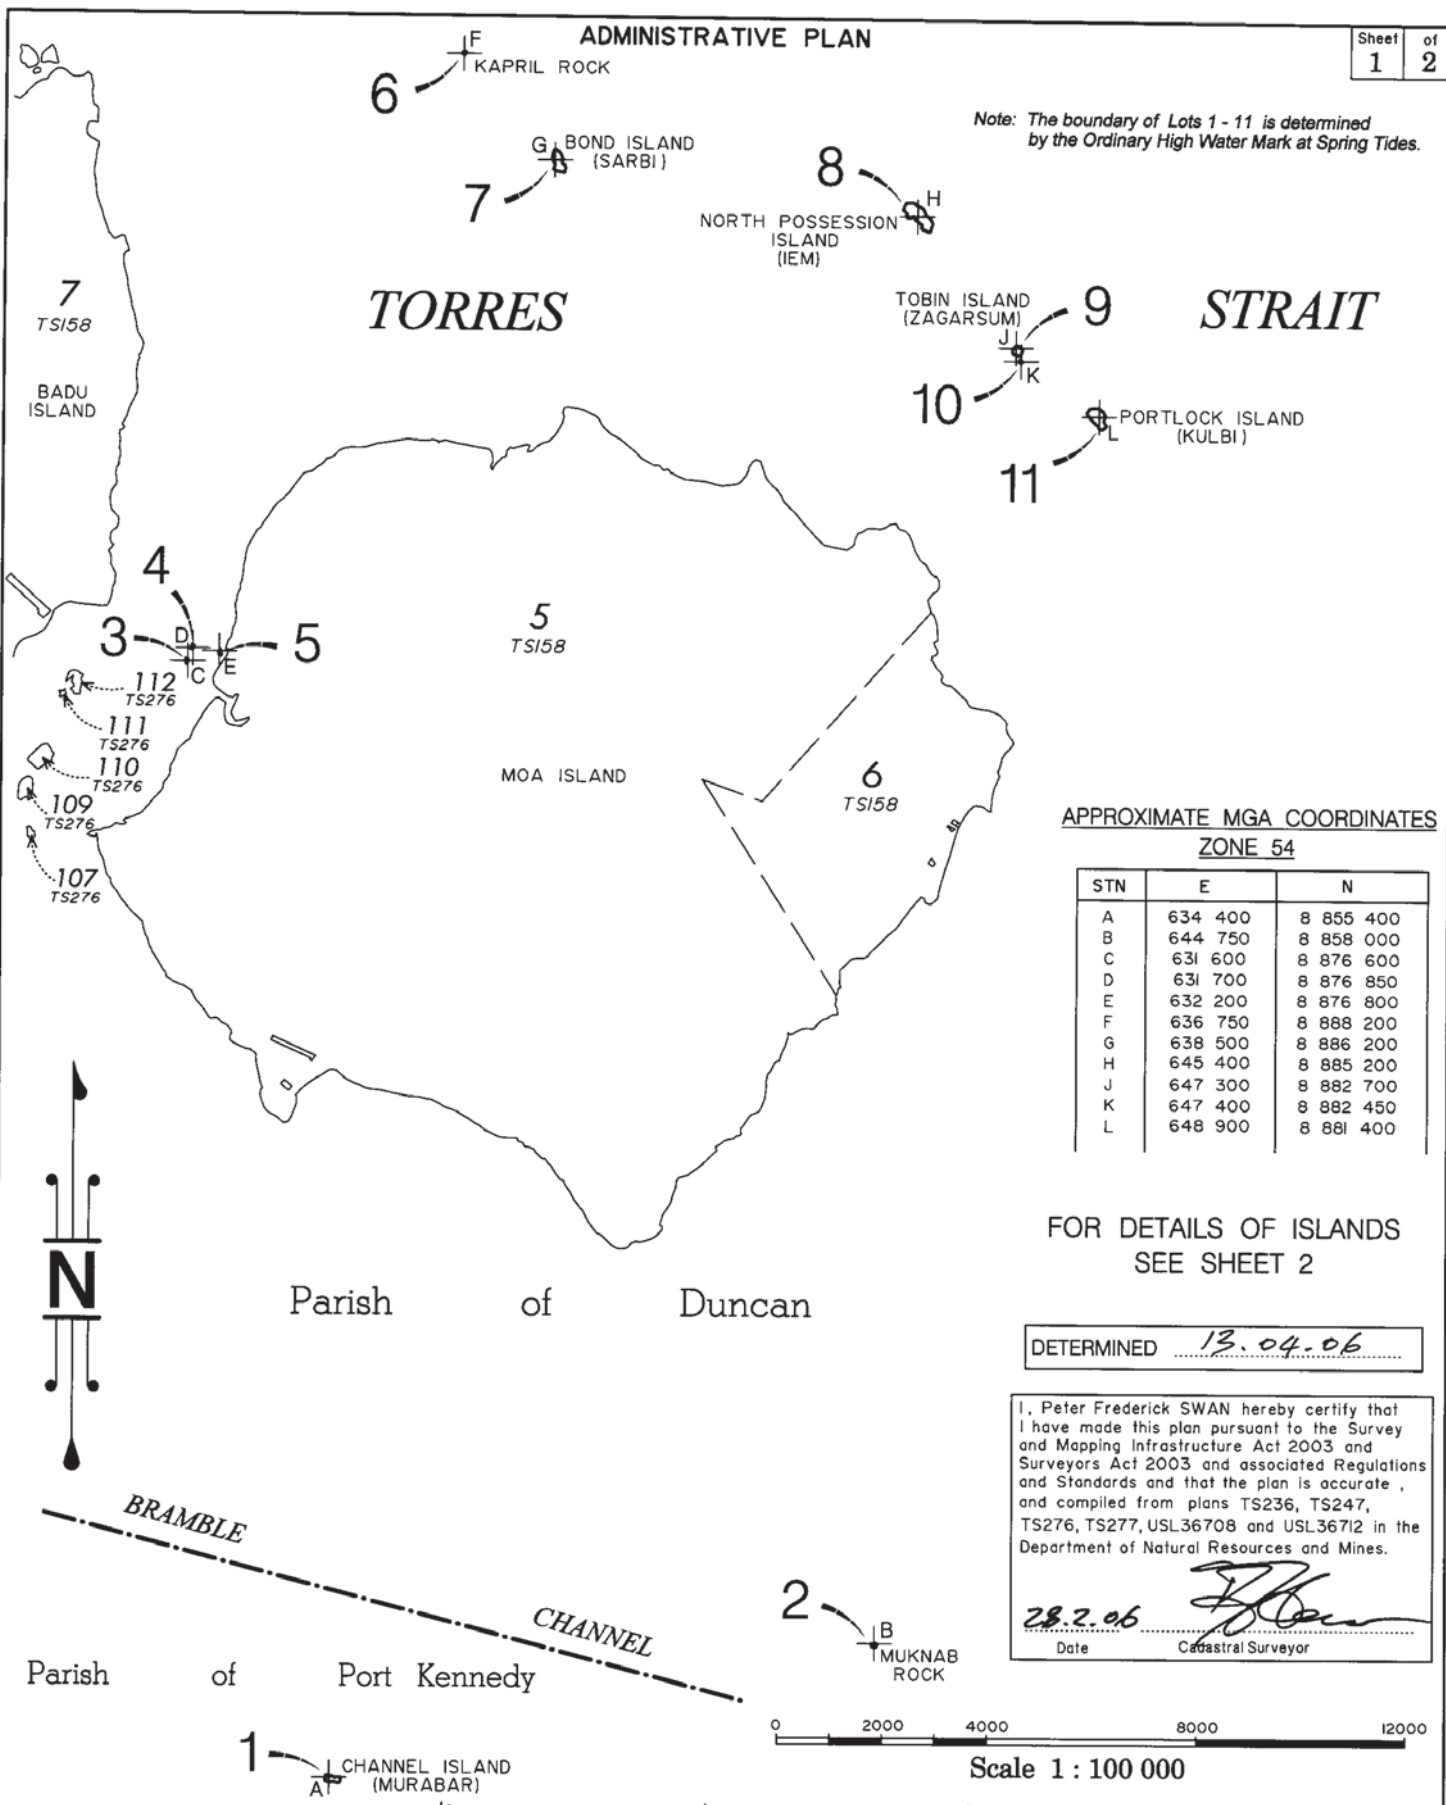 ADMINISTRATIVE PLAN
Sheet of
1 2
F
KAPRIL ROCK
6
Note: The boundary of Lots 1 - 11 is determined
by the Ordinary High Water Mark at Spring Tides.
G BOND ISLAND
(SARBI)
7
8
H
NORTH POSSESSION
ISLAND
(IEM)
7
TS158
BADU
ISLAND
TORRES
STRAIT
TOBIN ISLAND
(ZAGARSUM)
9
J
K
10
PORTLOCK ISLAND
(KULBI)
L
11
4
3
D
C
E
5
5
TS158
112
TS276
111
TS276
110
TS276
109
TS276
107
TS276
MOA ISLAND
6
TS158
APPROXIMATE MGA COORDINATES
ZONE 54
STN E N
A 634 400 8 855 400
B 644 750 8 858 000
C 631 600 8 876 600
D 631 700 8 876 850
E 632 200 8 876 800
F 636 750 8 888 200
G 638 500 8 886 200
H 645 400 8 885 200
J 647 300 8 882 700
K 647 400 8 882 450
L 648 900 8 881 400
FOR DETAILS OF ISLANDS
SEE SHEET 2
N
Parish of Duncan
DETERMINED 13.04.06
I, Peter Frederick SWAN hereby certify that
I have made this plan pursuant to the Survey
and Mapping Infrastructure Act 2003 and
Surveyors Act 2003 and associated Regulations
and Standards and that the plan is accurate ,
and compiled from plans TS236, TS247,
TS276, TS277, USL36708 and USL36712 in the
Department of Natural Resources and Mines.
28.2.06
Date Cadastral Surveyor
BRAMBLE
CHANNEL
2
B
MUKNAB
ROCK
Parish of Port Kennedy
1
CHANNEL ISLAND
A (MURABAR)
0 2000 4000 8000 12000
Scale 1 : 100 000